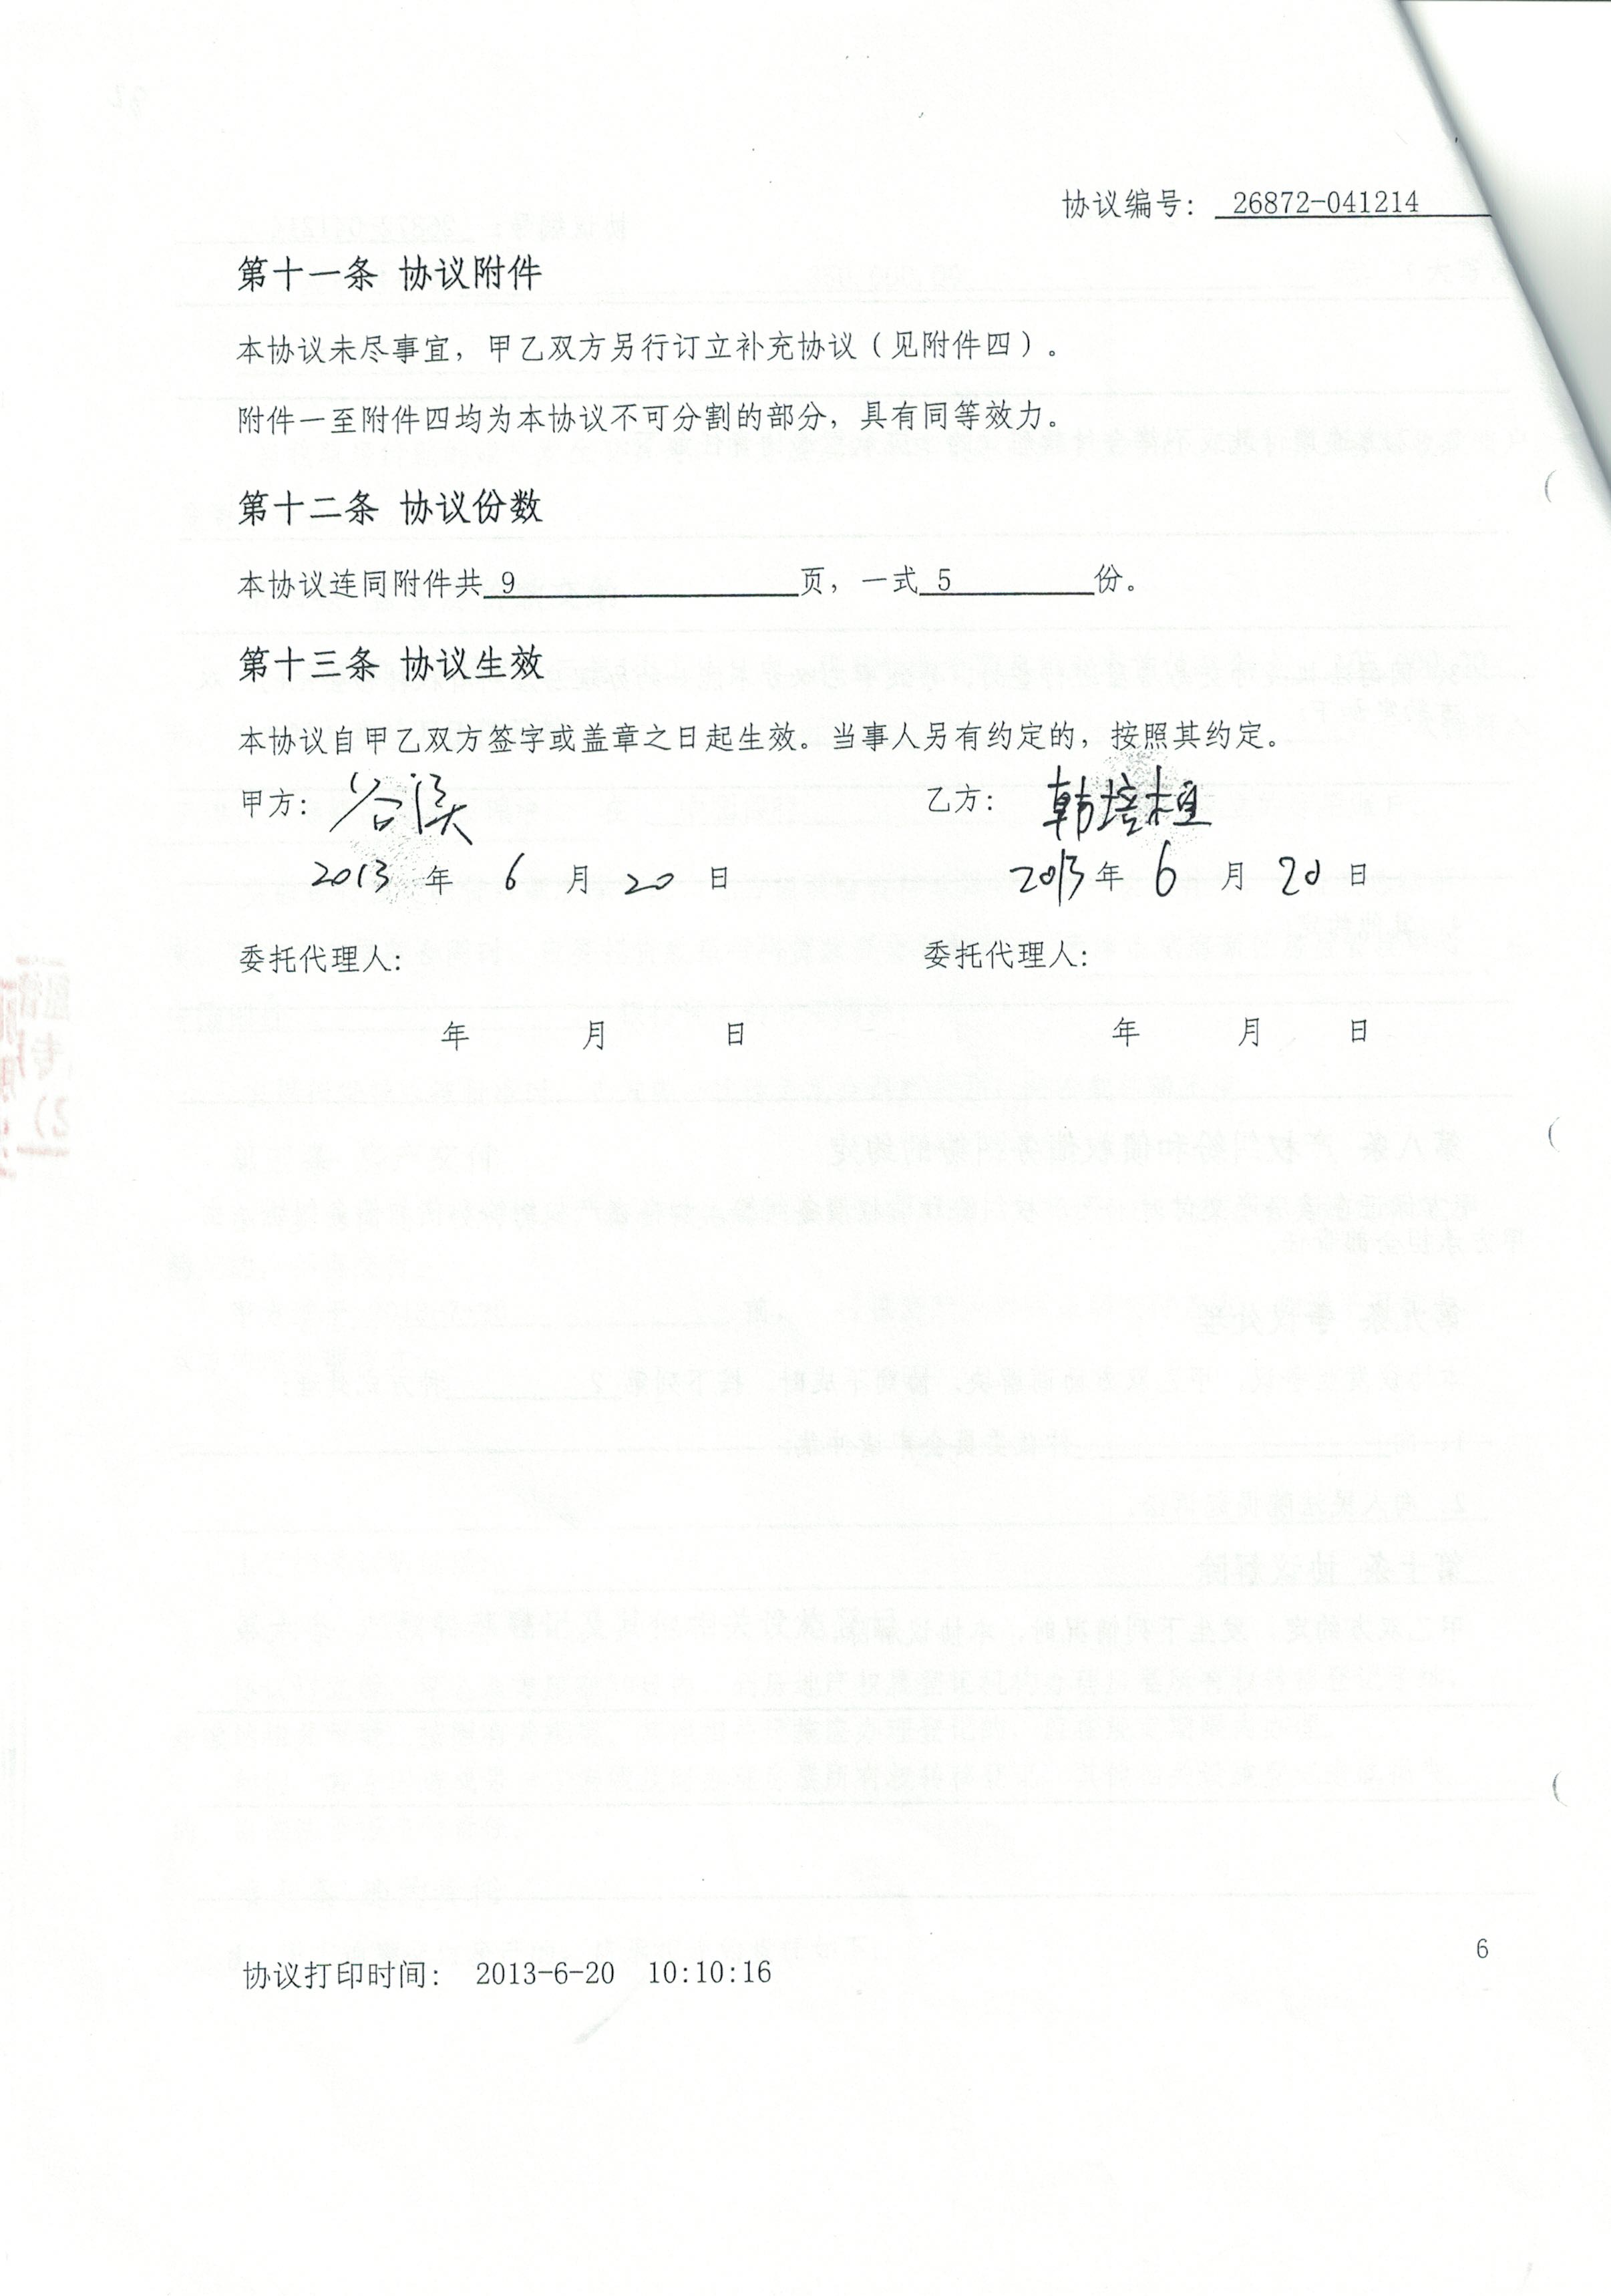 协议编号： 26872-041214
第十一条 协议附件
本协议未尽事宜，甲乙双方另行订立补充协议（见附件四）。
附件一至附件四均为本协议不可分割的部分，具有同等效力。
第十二条 协议份数
本协议连同附件共 9 页，一式 5 份。
第十三条 协议生效
本协议自甲乙双方签字或盖章之日起生效。当事人另有约定的，按照其约定。
甲方： 乙方： 韩培桓
2013 年 6 月 20 日 2013 年 6 月 20 日
委托代理人： 委托代理人：
年 月 日 年 月 日
6
协议打印时间： 2013-6-20 10:10:16